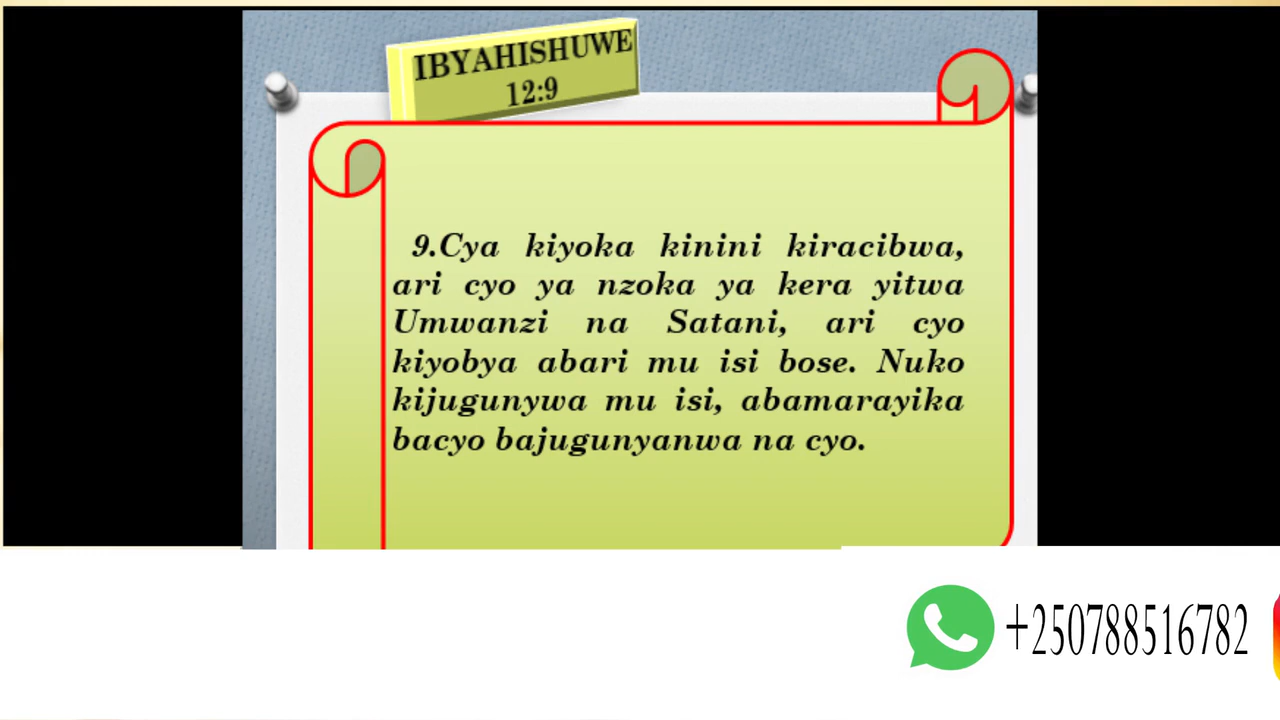 IBYAHISHUWE
12:9
9.Cya kiyoka kinini kiracibwa,
ari cyo ya nzoka ya kera yitwa
Umwanzi na Satani, ari cyo
kiyobya abari mu isi bose. Nuko
kijugunywa mu isi, abamarayika
bacyo bajugunyanwa na cyo.
+250788516782